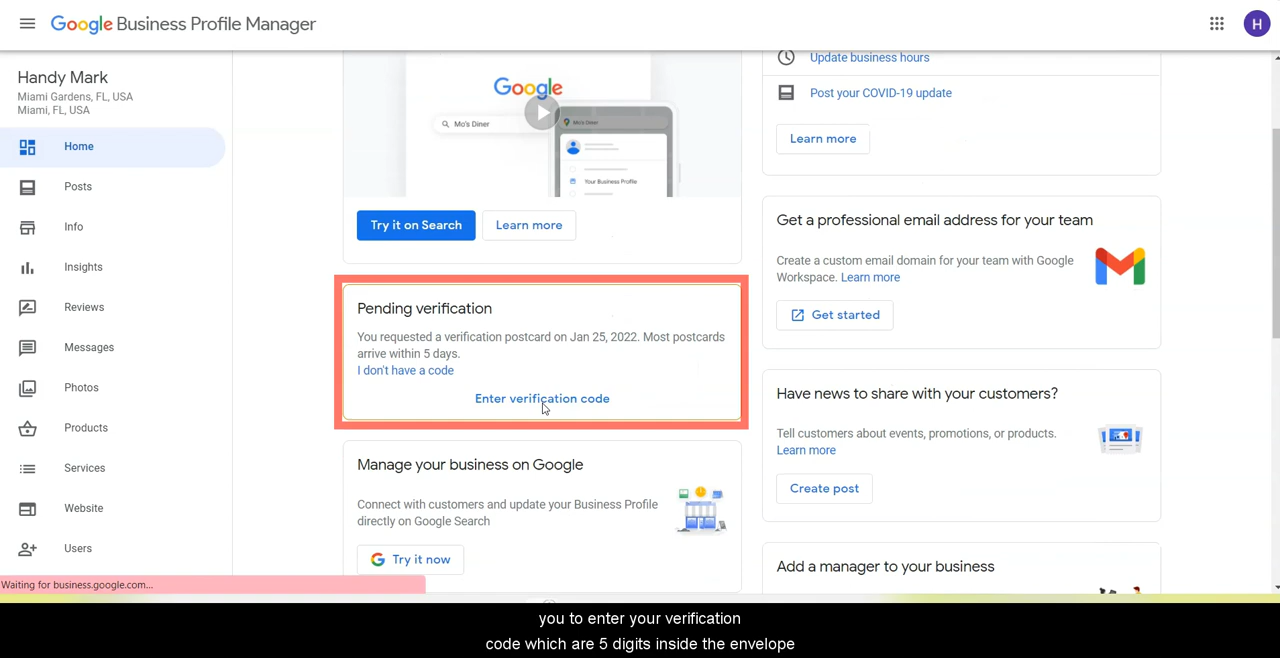 Google Business Profile Manager
H
Handy Mark
Miami Gardens, FL, USA
Miami, FL, USA
Home
Posts
Info
Insights
Reviews
Messages
Photos
Products
Services
Website
Users
Google
Mo's Diner
Mo's Diner
Your Business Profile
Try it on Search
Learn more
Pending verification
You requested a verification postcard on Jan 25, 2022. Most postcards
arrive within 5 days.
I don't have a code
Enter verification code
Manage your business on Google
Connect with customers and update your Business Profile
directly on Google Search
Try it now
Update business hours
Post your COVID-19 update
Learn more
Get a professional email address for your team
Create a custom email domain for your team with Google
Workspace. Learn more
Get started
Have news to share with your customers?
Tell customers about events, promotions, or products.
Learn more
Create post
Add a manager to your business
Waiting for business.google.com...
you to enter your verification
code which are 5 digits inside the envelope